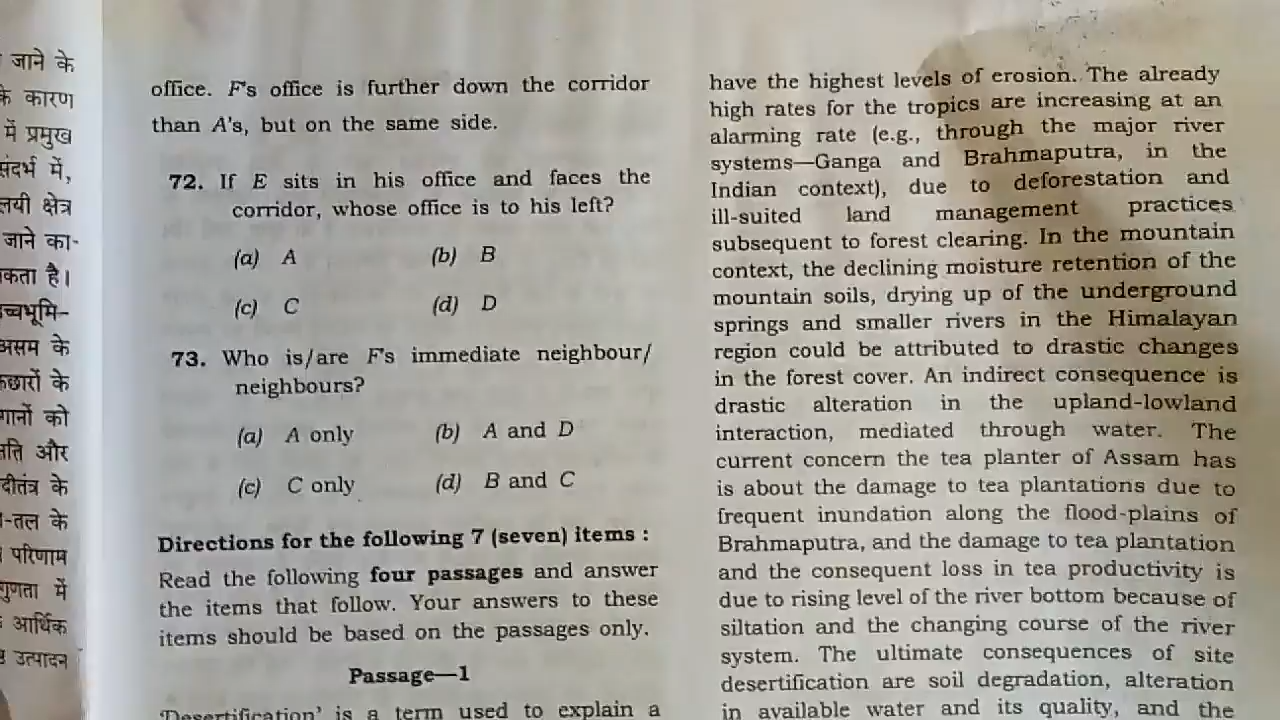 जाने के
के कारण
में प्रमुख
संदर्भ में,
क्षेत्र
जाने का-
है।
असम के
के
को
और
के
-तल के
परिणाम
में
आर्थिक
उत्पादन
office. F's office is further down the corridor
than A's, but on the same side.
72. If E sits in his office and faces the
corridor, whose office is to his left?
(a) A (b) B
(c) C (d) D
73. Who is/are F's immediate neighbour/
neighbours?
(a) A only (b) A and D
(c) C only (d) B and C
Directions for the following 7 (seven) items :
Read the following four passages and answer
the items that follow. Your answers to these
items should be based on the passages only.
Passage—1
'Desertification' is a term used to explain a
have the highest levels of erosion. The already
high rates for the tropics are increasing at an
alarming rate (e.g., through the major river
systems—Ganga and Brahmaputra, in the
Indian context), due to deforestation and
ill-suited land management practices
subsequent to forest clearing. In the mountain
context, the declining moisture retention of the
mountain soils, drying up of the underground
springs and smaller rivers in the Himalayan
region could be attributed to drastic changes
in the forest cover. An indirect consequence is
drastic alteration in the upland-lowland
interaction, mediated through water. The
current concern the tea planter of Assam has
is about the damage to tea plantations due to
frequent inundation along the flood-plains of
Brahmaputra, and the damage to tea plantation
and the consequent loss in tea productivity is
due to rising level of the river bottom because of
siltation and the changing course of the river
system. The ultimate consequences of site
desertification are soil degradation, alteration
in available water and its quality, and the